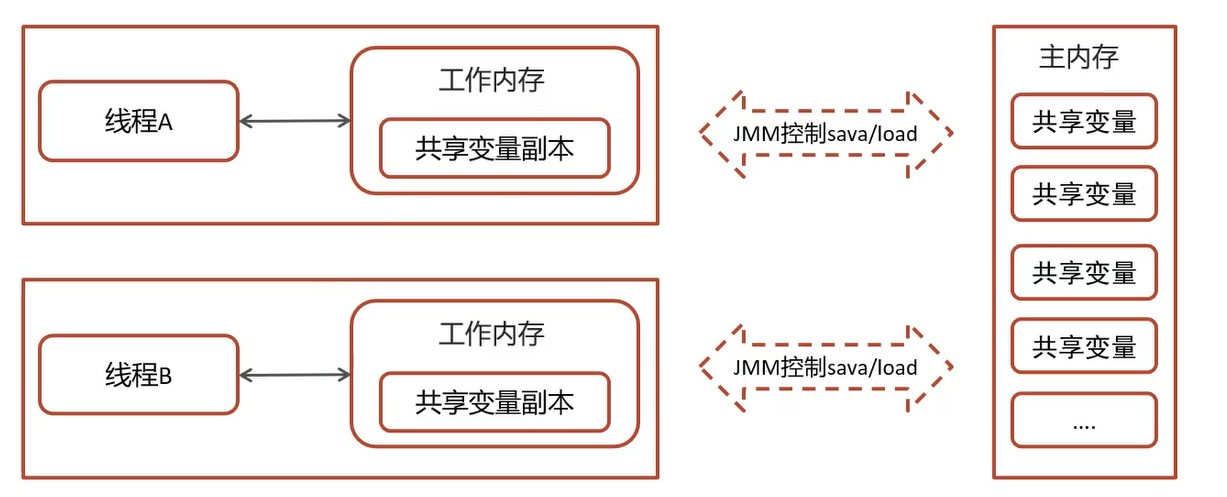 线程A
工作内存
共享变量副本
JMM控制sava/load
线程B
工作内存
共享变量副本
JMM控制sava/load
主内存
共享变量
共享变量
共享变量
共享变量
....